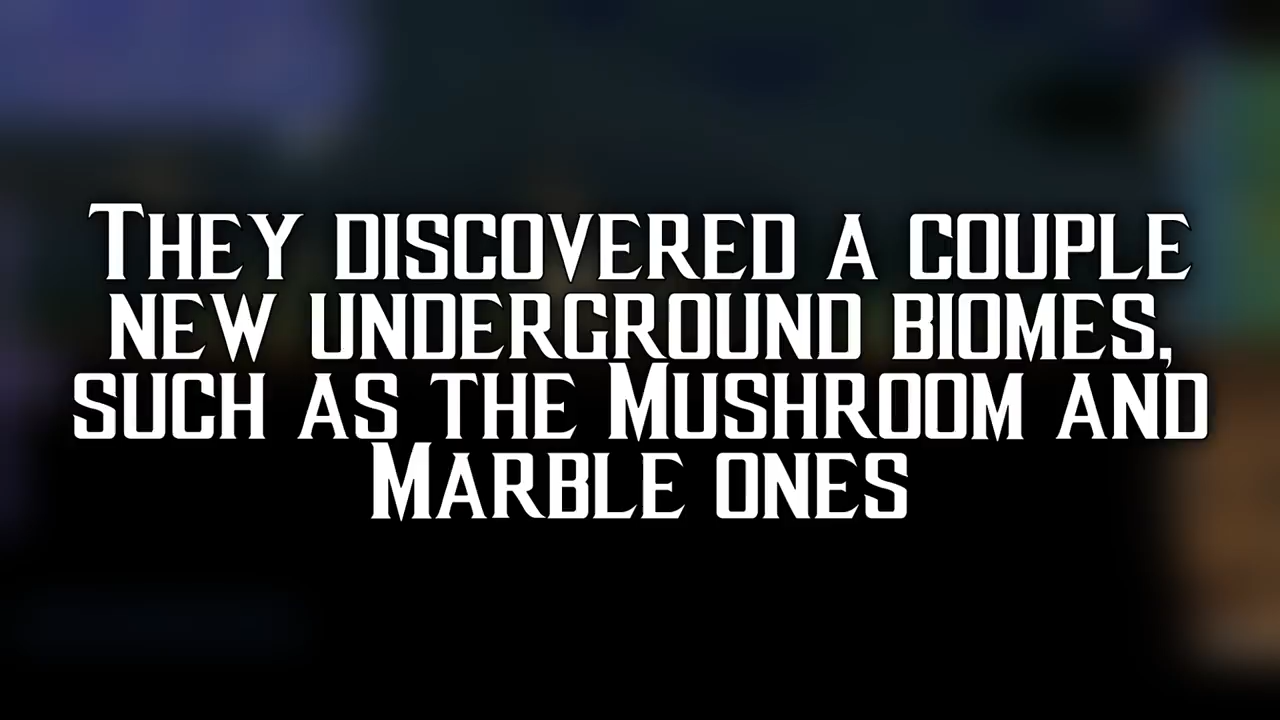 They discovered a couple
new underground biomes,
such as the Mushroom and
Marble ones